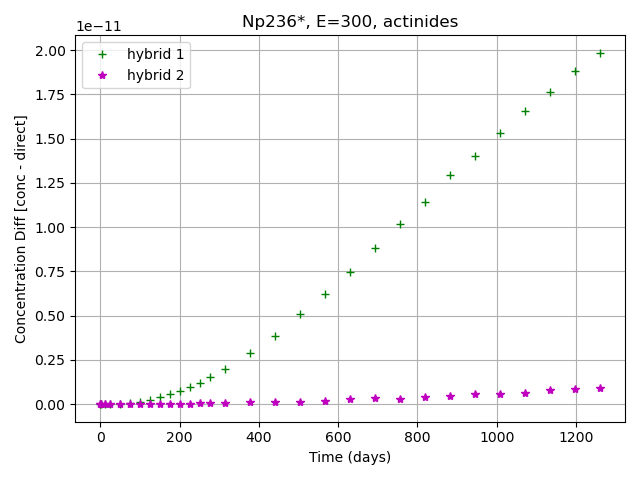 Np236*, E=300, actinides
1e−11
hybrid 1
hybrid 2
2.00
1.75
1.50
1.25
1.00
0.75
0.50
0.25
0.00
Concentration Diff [conc - direct]
0 200 400 600 800 1000 1200
Time (days)